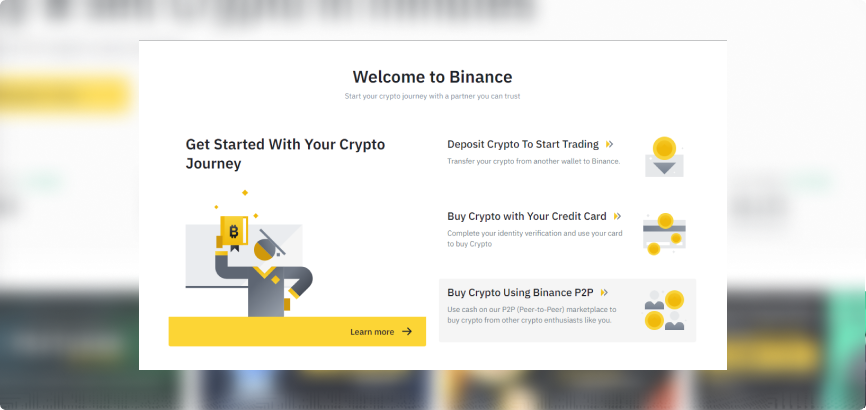 Welcome to Binance
Start your crypto journey with a partner you can trust
Get Started With Your Crypto
Journey
Learn more
Deposit Crypto To Start Trading
Transfer your crypto from another wallet to Binance.
Buy Crypto with Your Credit Card
Complete your identity verification and use your card
to buy Crypto
Buy Crypto Using Binance P2P
Use cash on our P2P (Peer-to-Peer) marketplace to
buy crypto from other crypto enthusiasts like you.